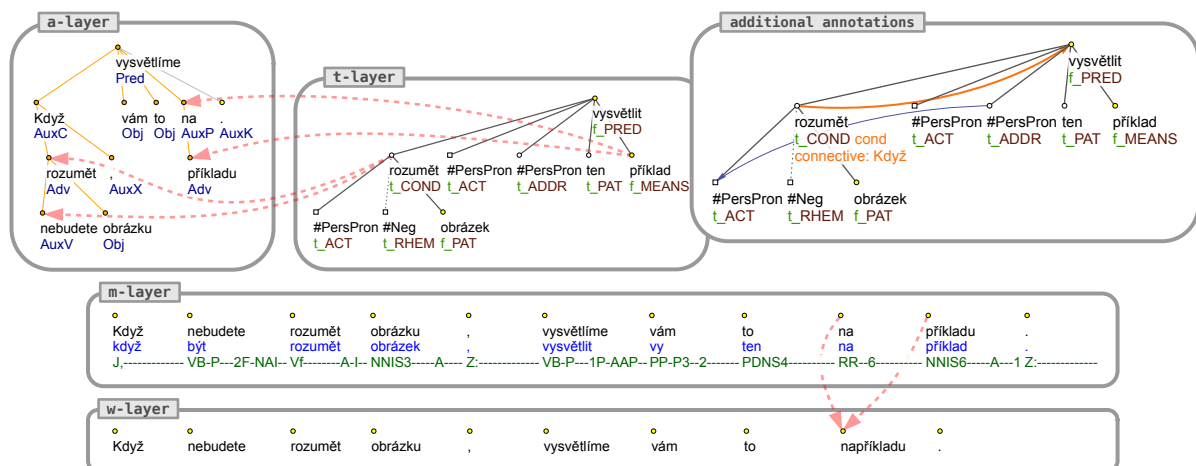 a-layer
vysvětlíme
Pred
Když
AuxC
vám
Obj
to
Obj
na
AuxP
.
AuxK
rozumět
Adv
,
AuxX
příkladu
Adv
nebudete
AuxV
obrázku
Obj
t-layer
vysvětlit
f_PRED
rozumět
t_COND
#PersPron
t_ACT
#PersPron
t_ADDR
ten
t_PAT
příklad
f_MEANS
#PersPron
t_ACT
#Neg
t_RHEM
obrázek
f_PAT
additional annotations
vysvětlit
f_PRED
rozumět
t_COND cond
connective: Když
#PersPron
t_ACT
#PersPron
t_ADDR
ten
t_PAT
příklad
f_MEANS
#PersPron
t_ACT
#Neg
t_RHEM
obrázek
f_PAT
m-layer
Když nebudete rozumět obrázku , vysvětlíme vám to na příkladu .
když být rozumět obrázek , vysvětlit vy ten na příklad .
J,------------- VB-P---2F-NAI-- Vf--------A-I-- NNIS3-----A---- Z:------------- VB-P---1P-AAP-- PP-P3--2------- PDNS4---------- RR--6---------- NNIS6-----A---1 Z:-------------
w-layer
Když nebudete rozumět obrázku , vysvětlíme vám to napříkladu .